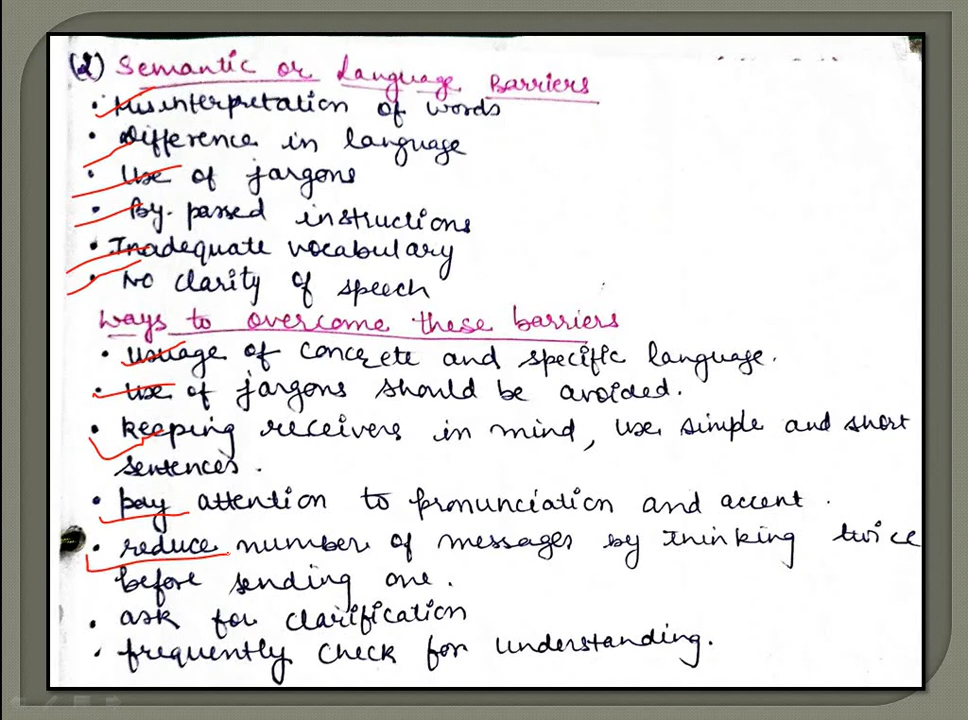 (2) Semantic or Language Barriers
• Misinterpretation of words
• Difference in language
• Use of jargons
• By-passed instructions
• Inadequate vocabulary
• No clarity of speech
Ways to overcome these barriers
• Usuage of concrete and specific language.
• Use of jargons should be avoided.
• keeping receivers in mind, use simple and short
sentences.
• pay attention to pronunciation and accent.
• reduce number of messages by thinking twice
before sending one.
• ask for clarification
• frequently check for understanding.